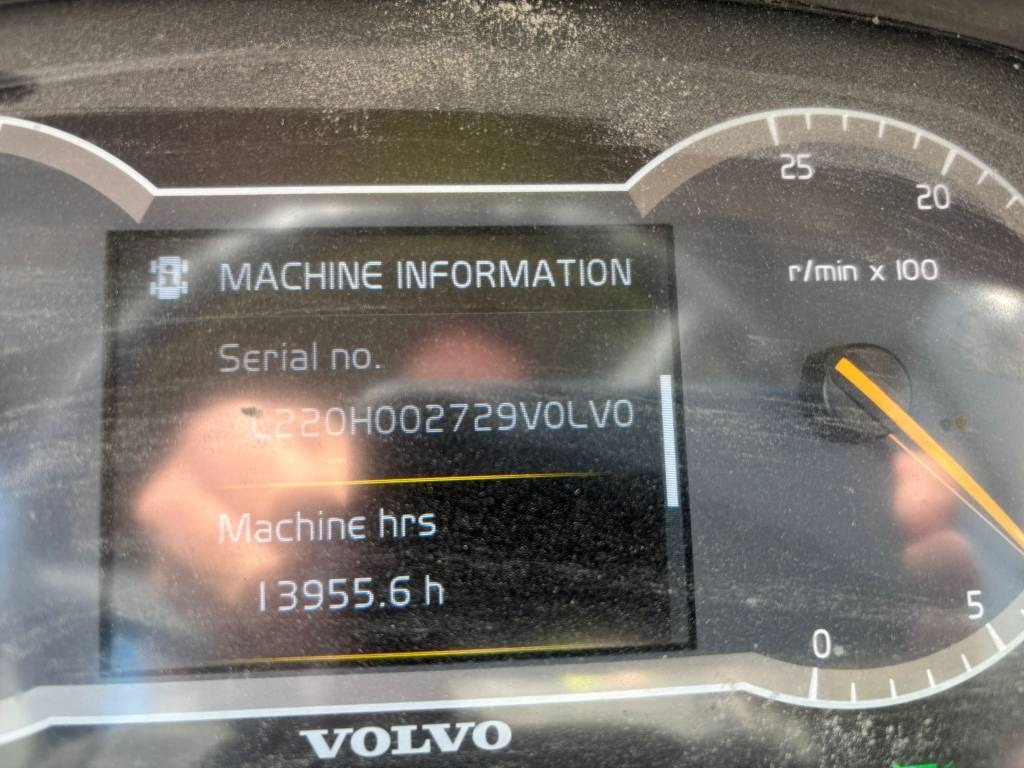 MACHINE INFORMATION
Serial no.
L220H002729VOLVO
Machine hrs
13955.6 h
25
20
r/min x 100
5
0
VOLVO